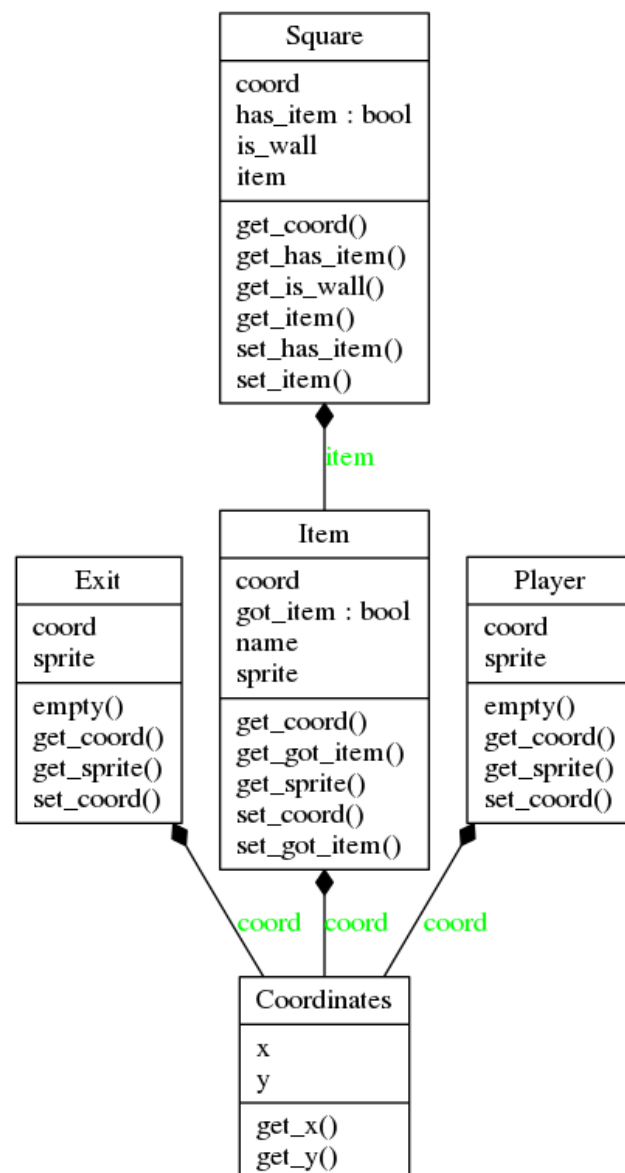 Square
coord
has_item : bool
is_wall
item
get_coord()
get_has_item()
get_is_wall()
get_item()
set_has_item()
set_item()
item
Exit
coord
sprite
empty()
get_coord()
get_sprite()
set_coord()
Item
coord
got_item : bool
name
sprite
get_coord()
get_got_item()
get_sprite()
set_coord()
set_got_item()
Player
coord
sprite
empty()
get_coord()
get_sprite()
set_coord()
coord
coord
coord
Coordinates
x
y
get_x()
get_y()